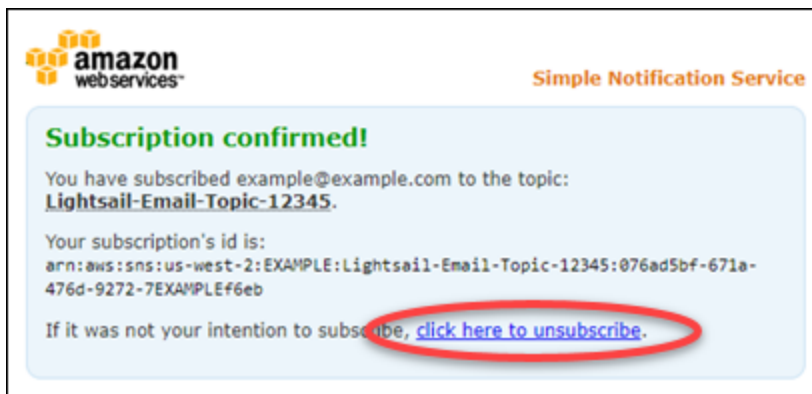 amazon
webservices™
Simple Notification Service
Subscription confirmed!
You have subscribed example@example.com to the topic:
Lightsail-Email-Topic-12345.
Your subscription's id is:
arn:aws:sns:us-west-2:EXAMPLE:Lightsail-Email-Topic-12345:076ad5bf-671a-
476d-9272-7EXAMPLEf6eb
If it was not your intention to subscribe, click here to unsubscribe.